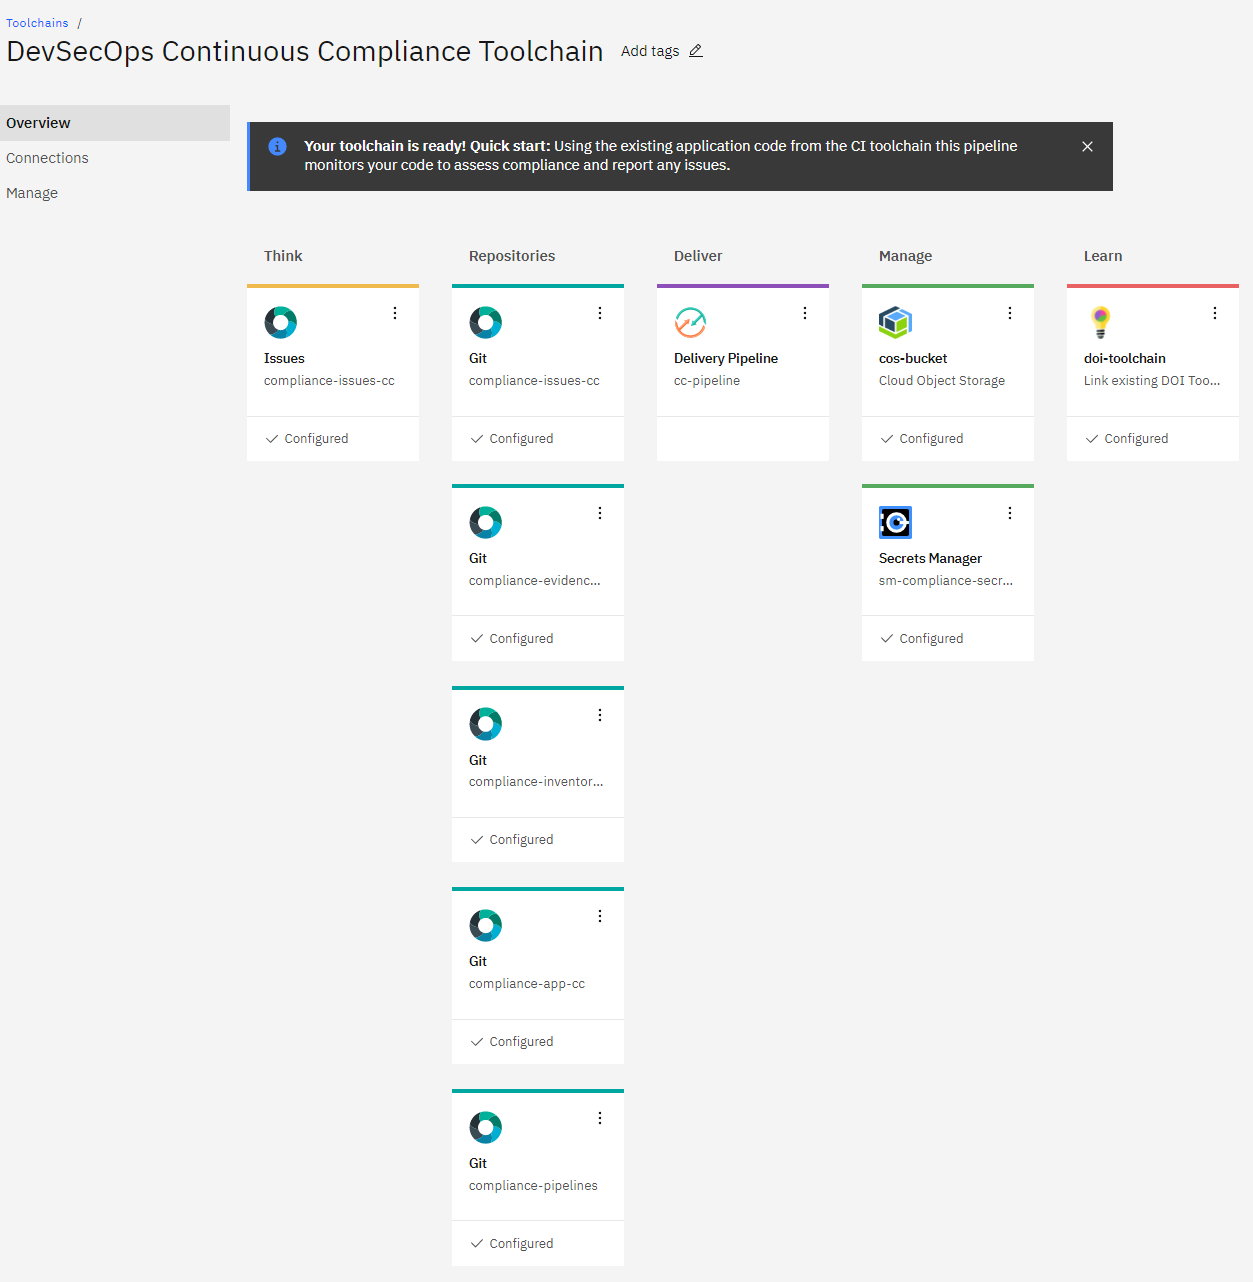 Toolchains /
DevSecOps Continuous Compliance Toolchain Add tags
Overview
Connections
Manage
Your toolchain is ready! Quick start: Using the existing application code from the CI toolchain this pipeline
monitors your code to assess compliance and report any issues.
Think
Issues
compliance-issues-cc
Configured
Repositories
Git
compliance-issues-cc
Configured
Git
compliance-evidenc...
Configured
Git
compliance-inventor...
Configured
Git
compliance-app-cc
Configured
Git
compliance-pipelines
Configured
Deliver
Delivery Pipeline
cc-pipeline
Manage
cos-bucket
Cloud Object Storage
Configured
Secrets Manager
sm-compliance-secr...
Configured
Learn
doi-toolchain
Link existing DOI Too...
Configured